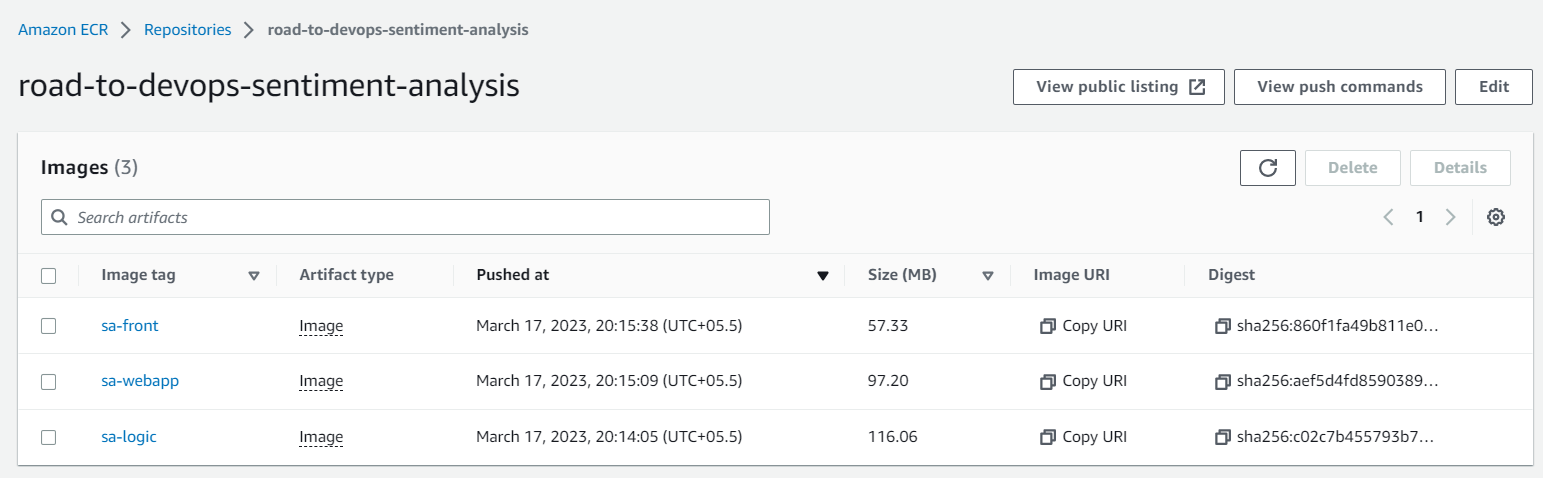 Amazon ECR > Repositories > road-to-devops-sentiment-analysis
road-to-devops-sentiment-analysis View public listing View push commands Edit
Images (3) Delete Details
Search artifacts 1
Image tag Artifact type Pushed at Size (MB) Image URI Digest
sa-front Image March 17, 2023, 20:15:38 (UTC+05.5) 57.33 Copy URI sha256:860f1fa49b811e0...
sa-webapp Image March 17, 2023, 20:15:09 (UTC+05.5) 97.20 Copy URI sha256:aef5d4fd8590389...
sa-logic Image March 17, 2023, 20:14:05 (UTC+05.5) 116.06 Copy URI sha256:c02c7b455793b7...